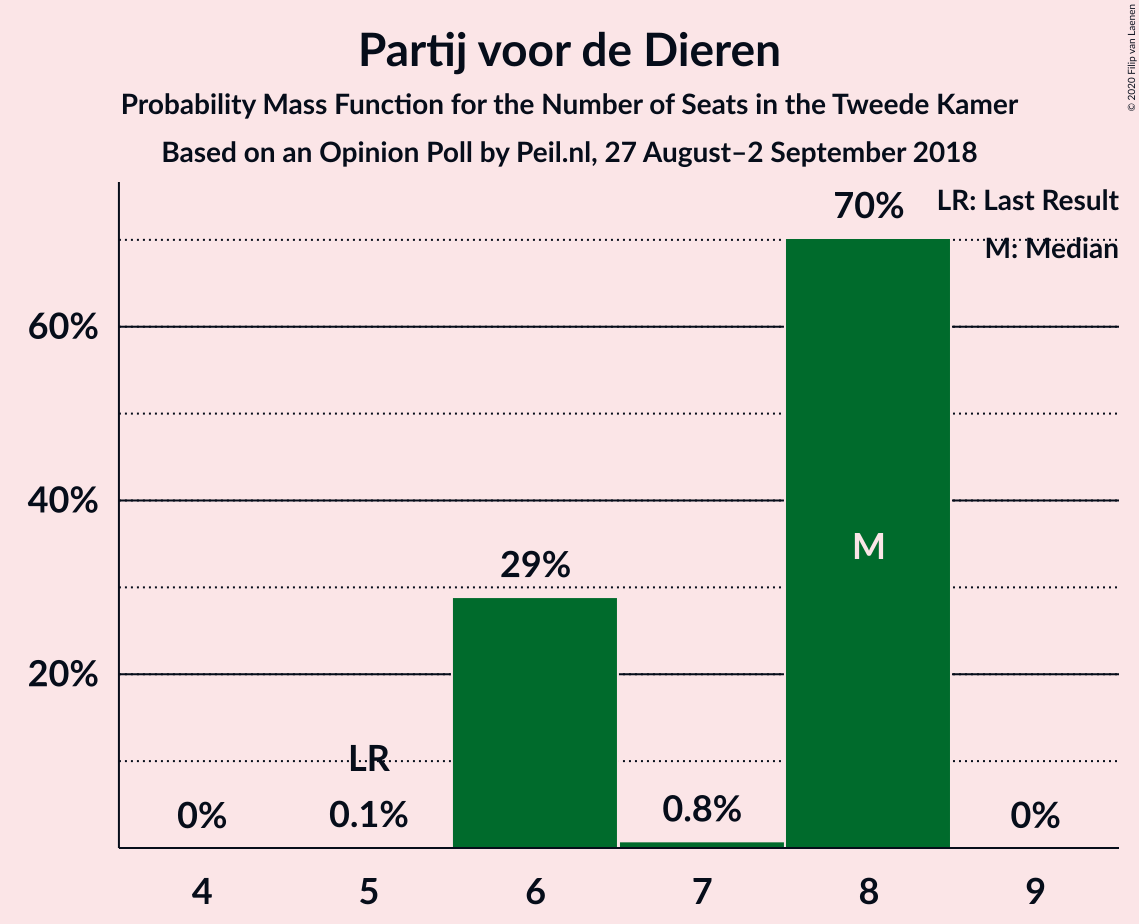 Partij voor de Dieren
Probability Mass Function for the Number of Seats in the Tweede Kamer
Based on an Opinion Poll by Peil.nl, 27 August–2 September 2018
© 2020 Filip van Laenen
LR: Last Result
M: Median
70%
60%
40%
20%
29%
M
LR
0%
0.1%
0.8%
0%
4 5 6 7 8 9